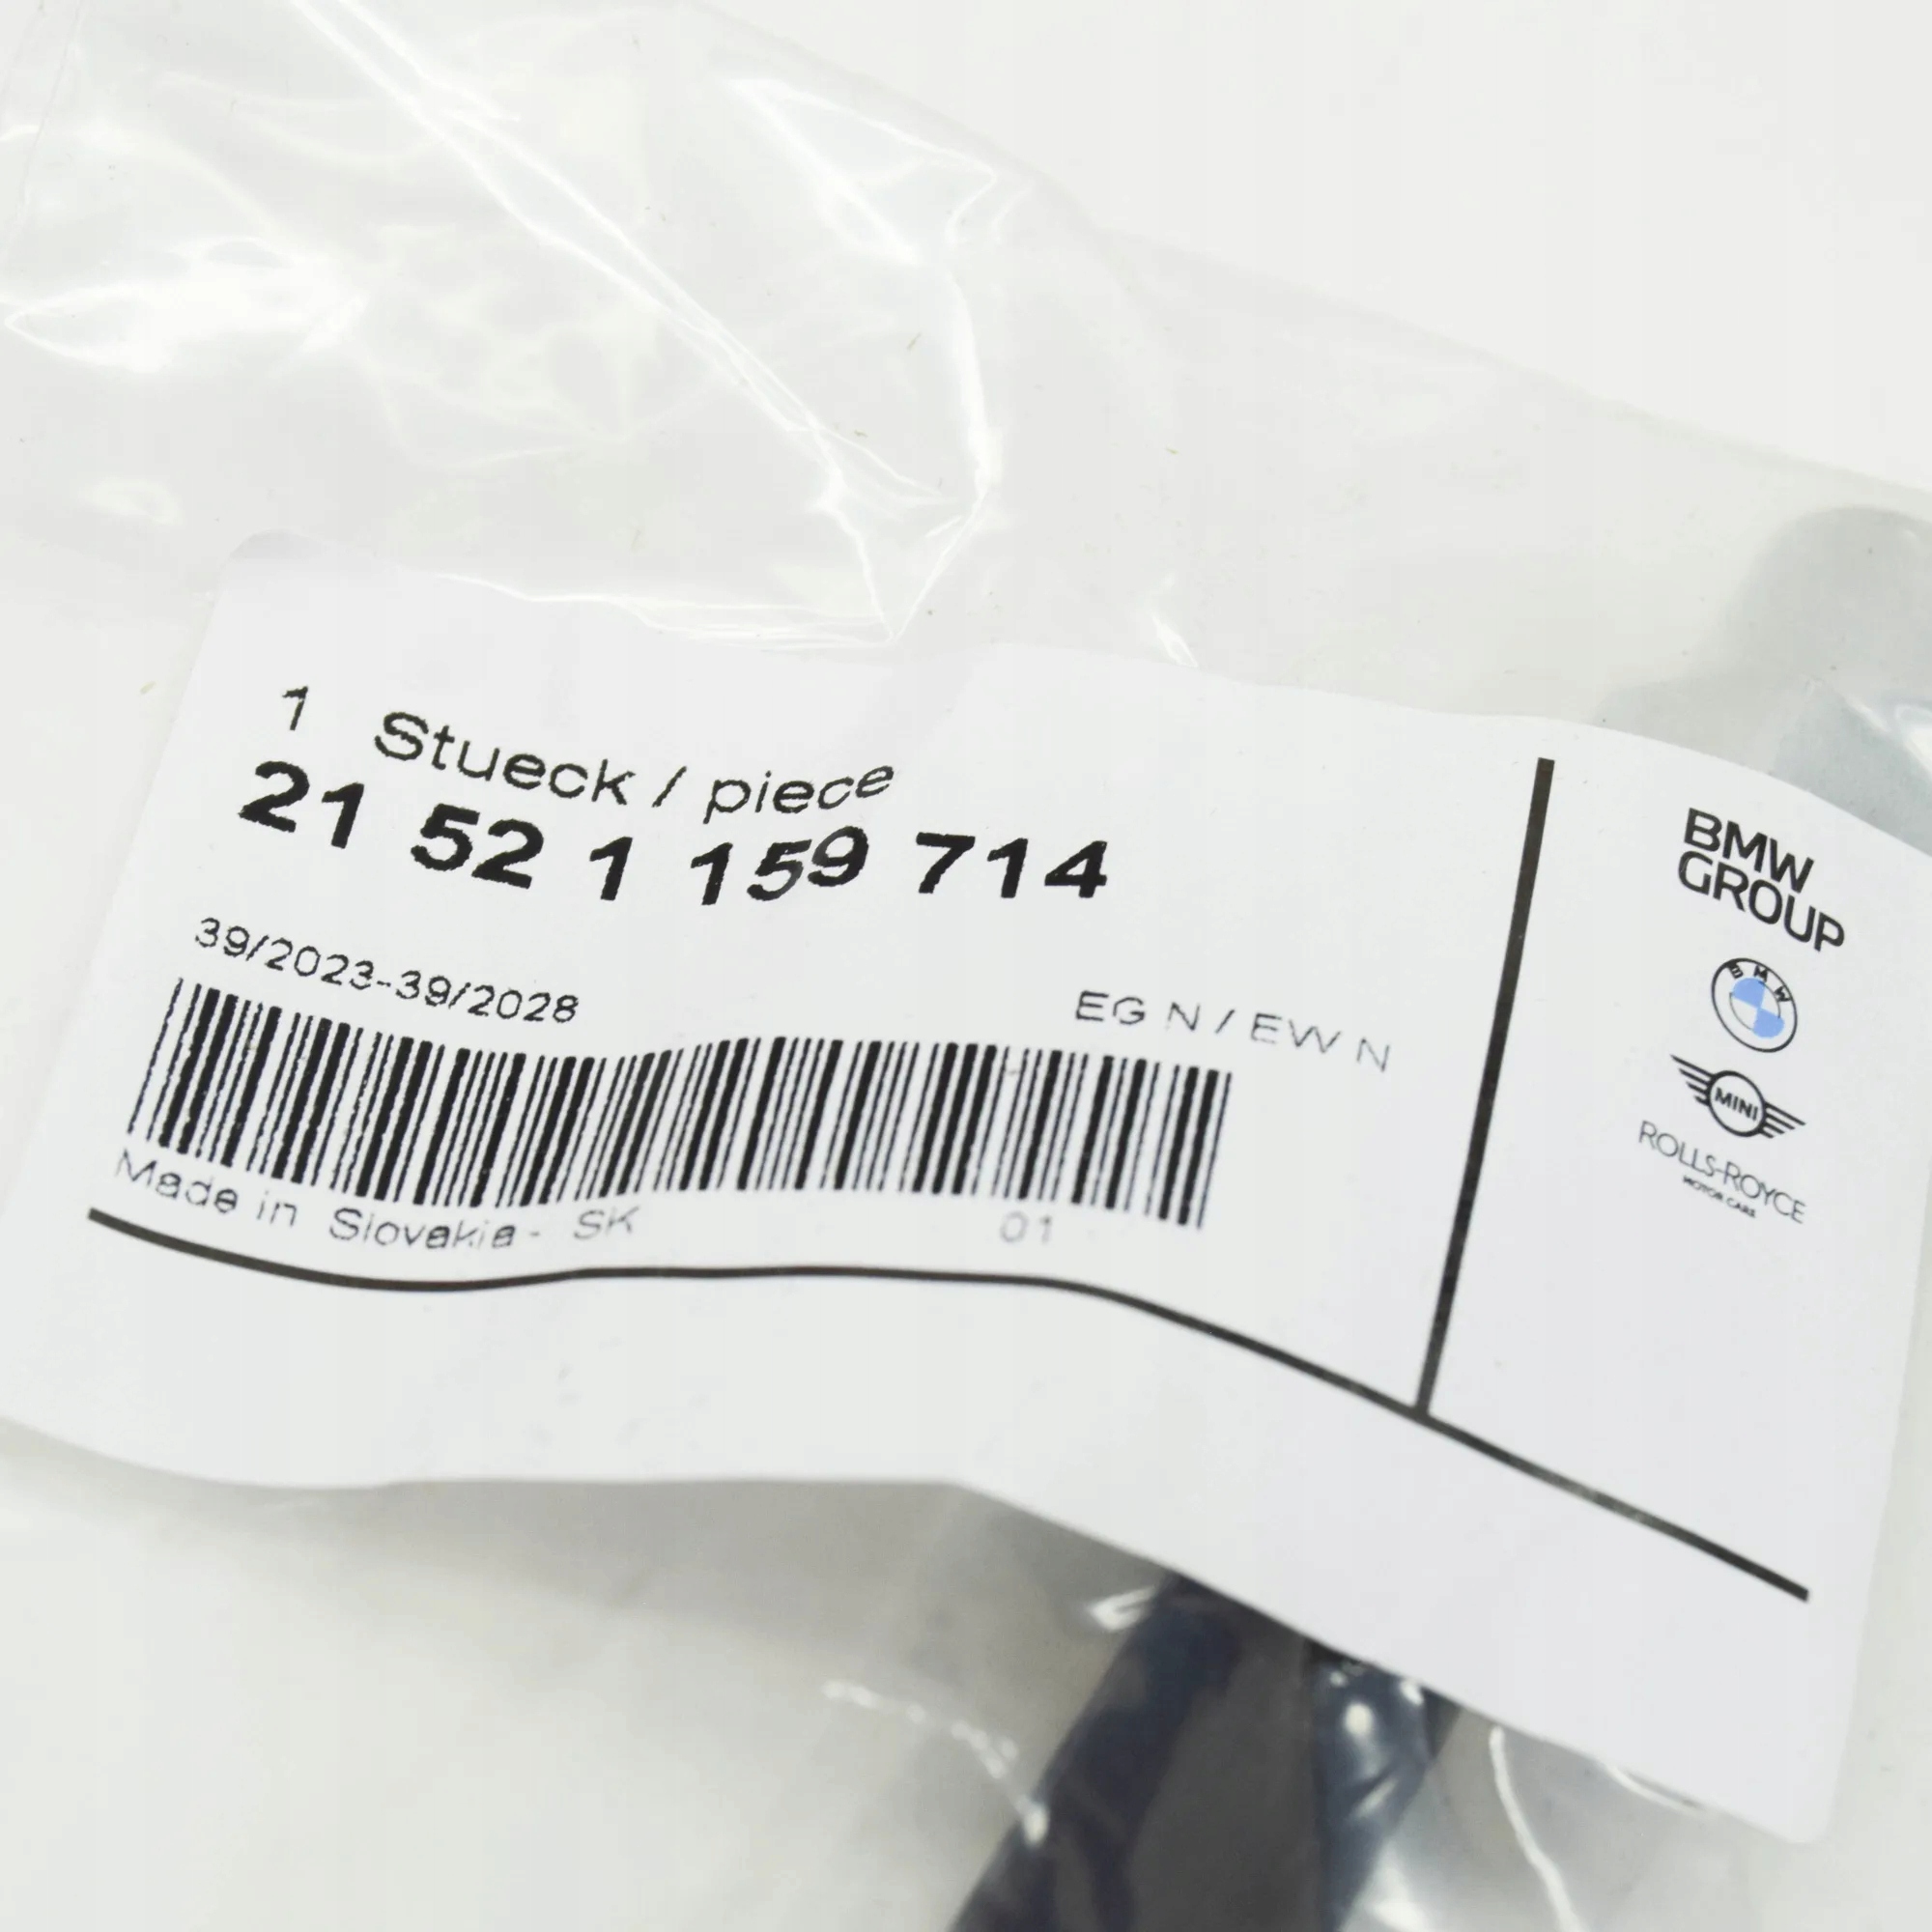 1 Stueck / piece
21 52 1 159 714
39/2023-39/2028
EG N / EW N
Made in Slovakia - SK
01
BMW
GROUP
BMW
MINI
ROLLS-ROYCE
MOTOR CARS